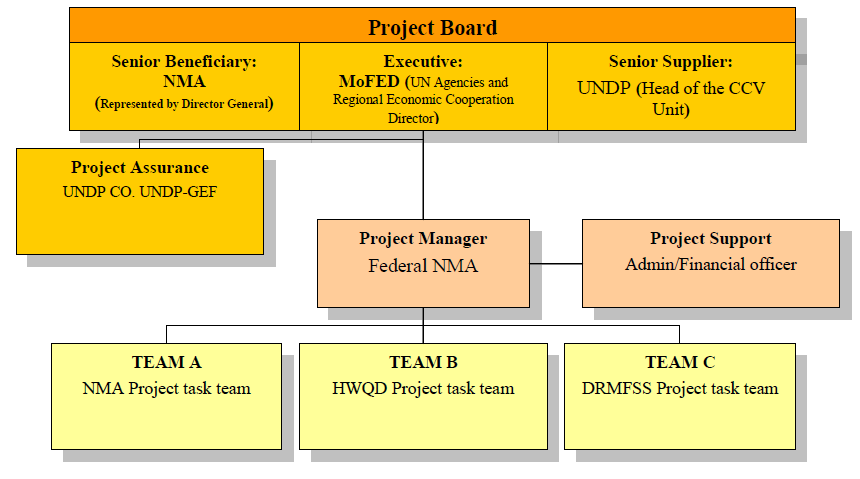 Project Board
Senior Beneficiary:
NMA
(Represented by Director General)
Executive:
MoFED (UN Agencies and
Regional Economic Cooperation
Director)
Senior Supplier:
UNDP (Head of the CCV
Unit)
Project Assurance
UNDP CO. UNDP-GEF
Project Manager
Federal NMA
Project Support
Admin/Financial officer
TEAM A
NMA Project task team
TEAM B
HWQD Project task team
TEAM C
DRMFSS Project task team